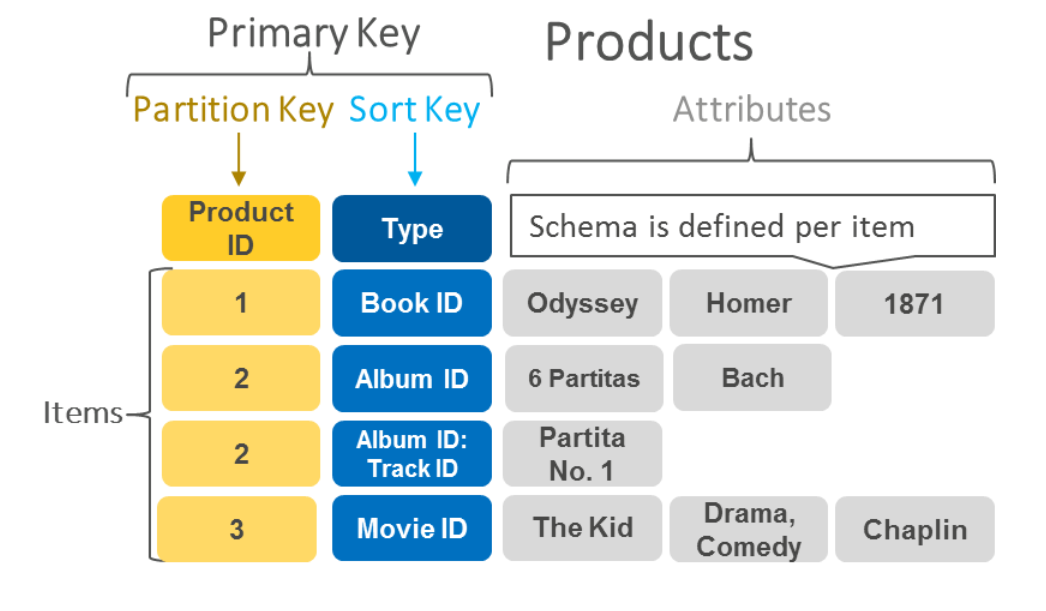 Primary Key
Products
Partition Key
Sort Key
Attributes
Product
ID
Type
Schema is defined per item
Items
1
Book ID
Odyssey
Homer
1871
2
Album ID
6 Partitas
Bach
2
Album ID:
Track ID
Partita
No. 1
3
Movie ID
The Kid
Drama,
Comedy
Chaplin